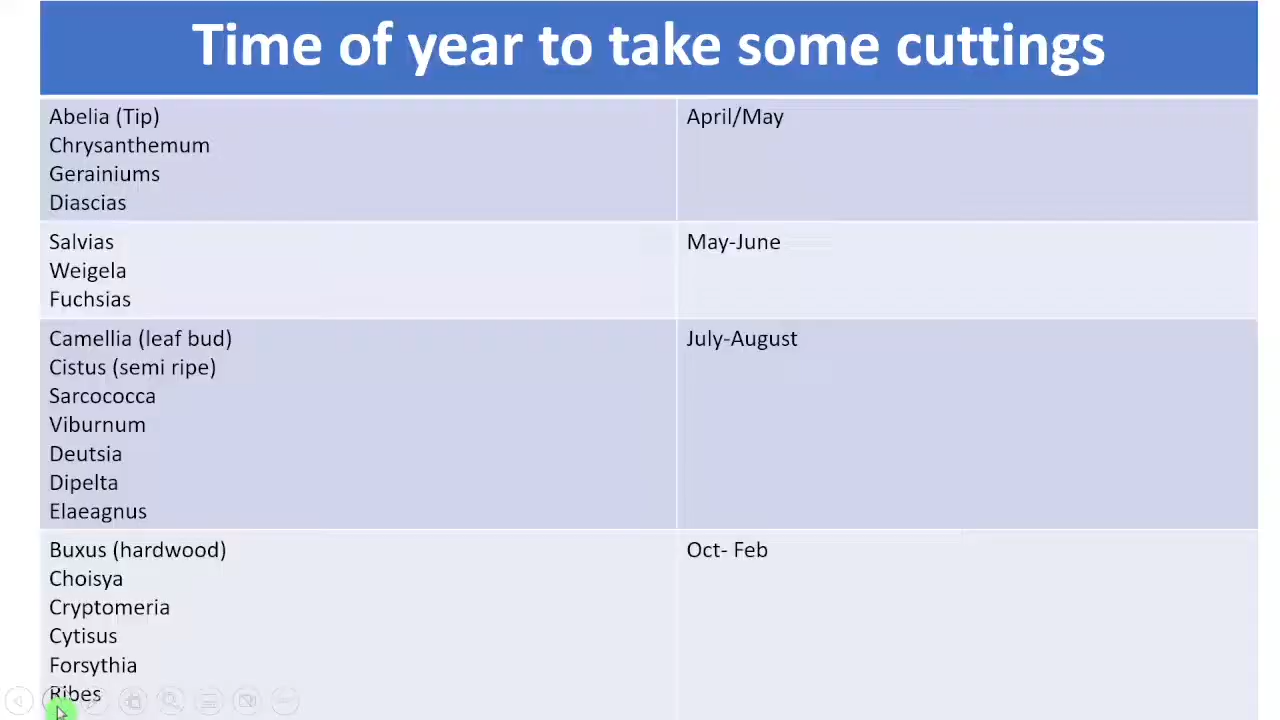 Time of year to take some cuttings
Abelia (Tip)
Chrysanthemum
Gerainiums
Diascias
April/May
Salvias
Weigela
Fuchsias
May-June
Camellia (leaf bud)
Cistus (semi ripe)
Sarcococca
Viburnum
Deutsia
Dipelta
Elaeagnus
July-August
Buxus (hardwood)
Choisya
Cryptomeria
Cytisus
Forsythia
Ribes
Oct- Feb